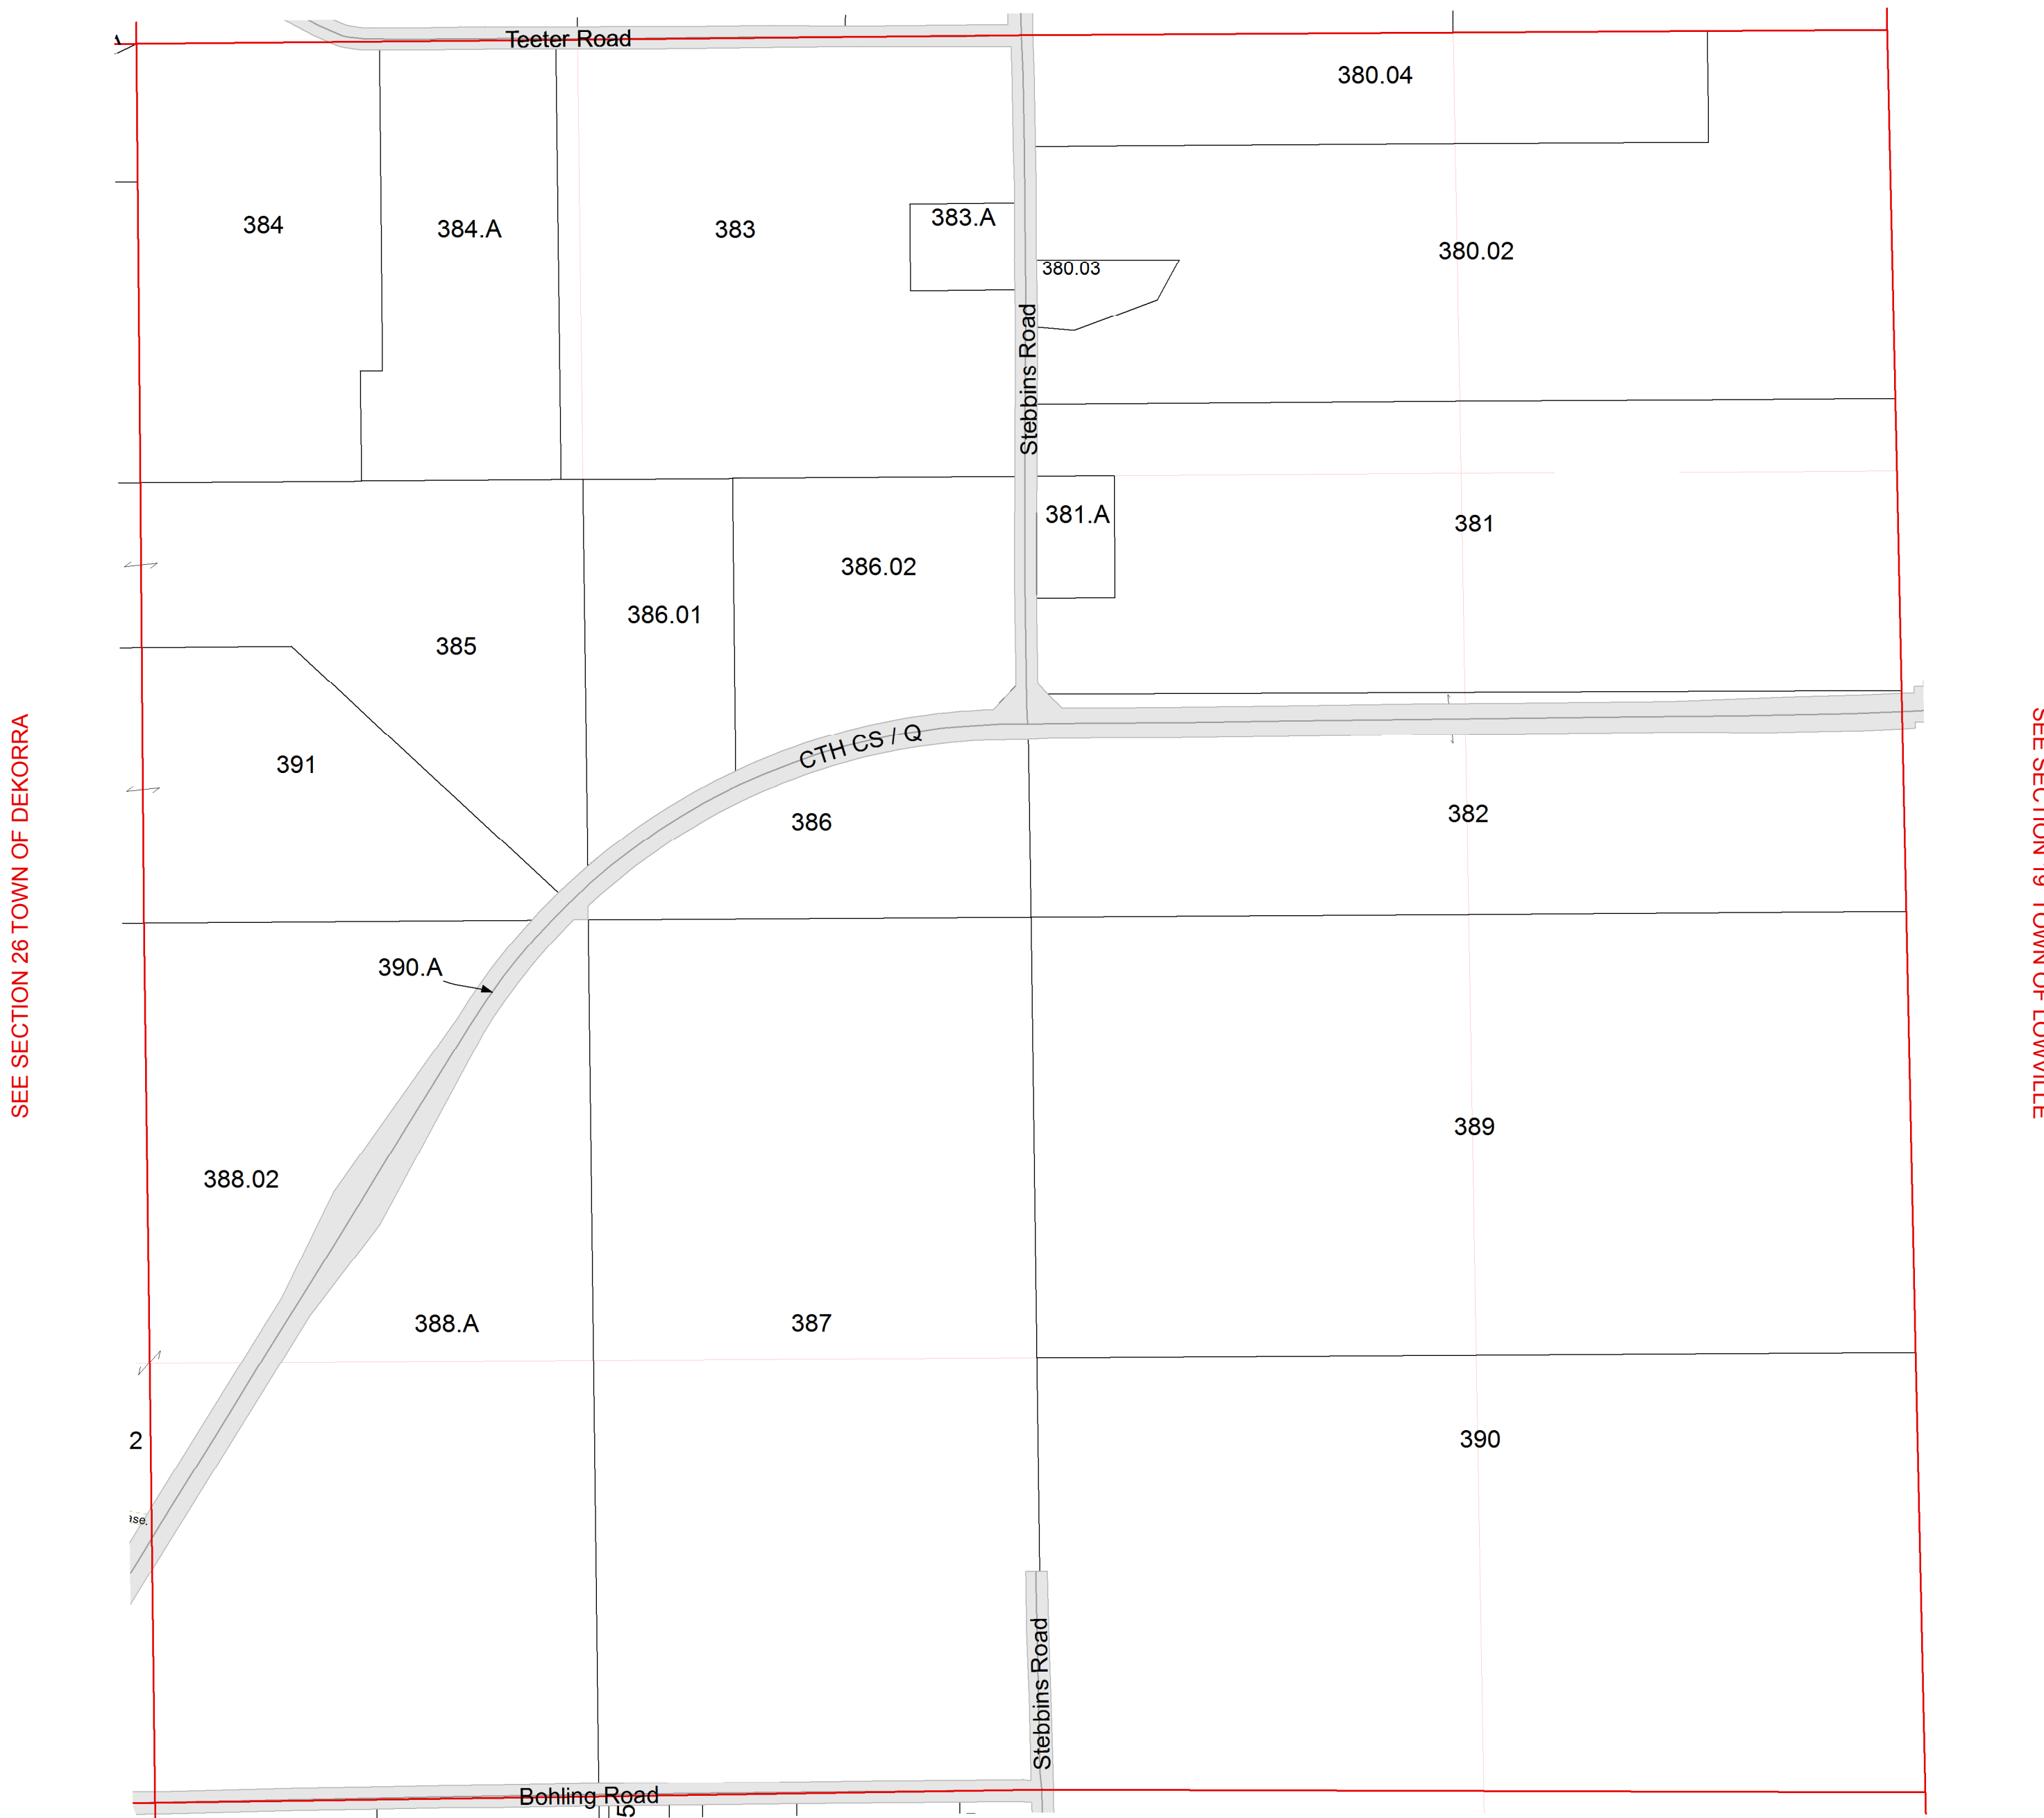 Teeter Road
380.04
384
384.A
383
383.A
380.03
380.02
Stebbins Road
381.A
381
386.02
386.01
385
391
CTH CS / Q
386
382
SEE SECTION 26 TOWN OF DEKORRA
SEE SECTION 19 TOWN OF LOWVILLE
390.A
389
388.02
388.A
387
2
390
ase.
Stebbins Road
Bohling Road
5